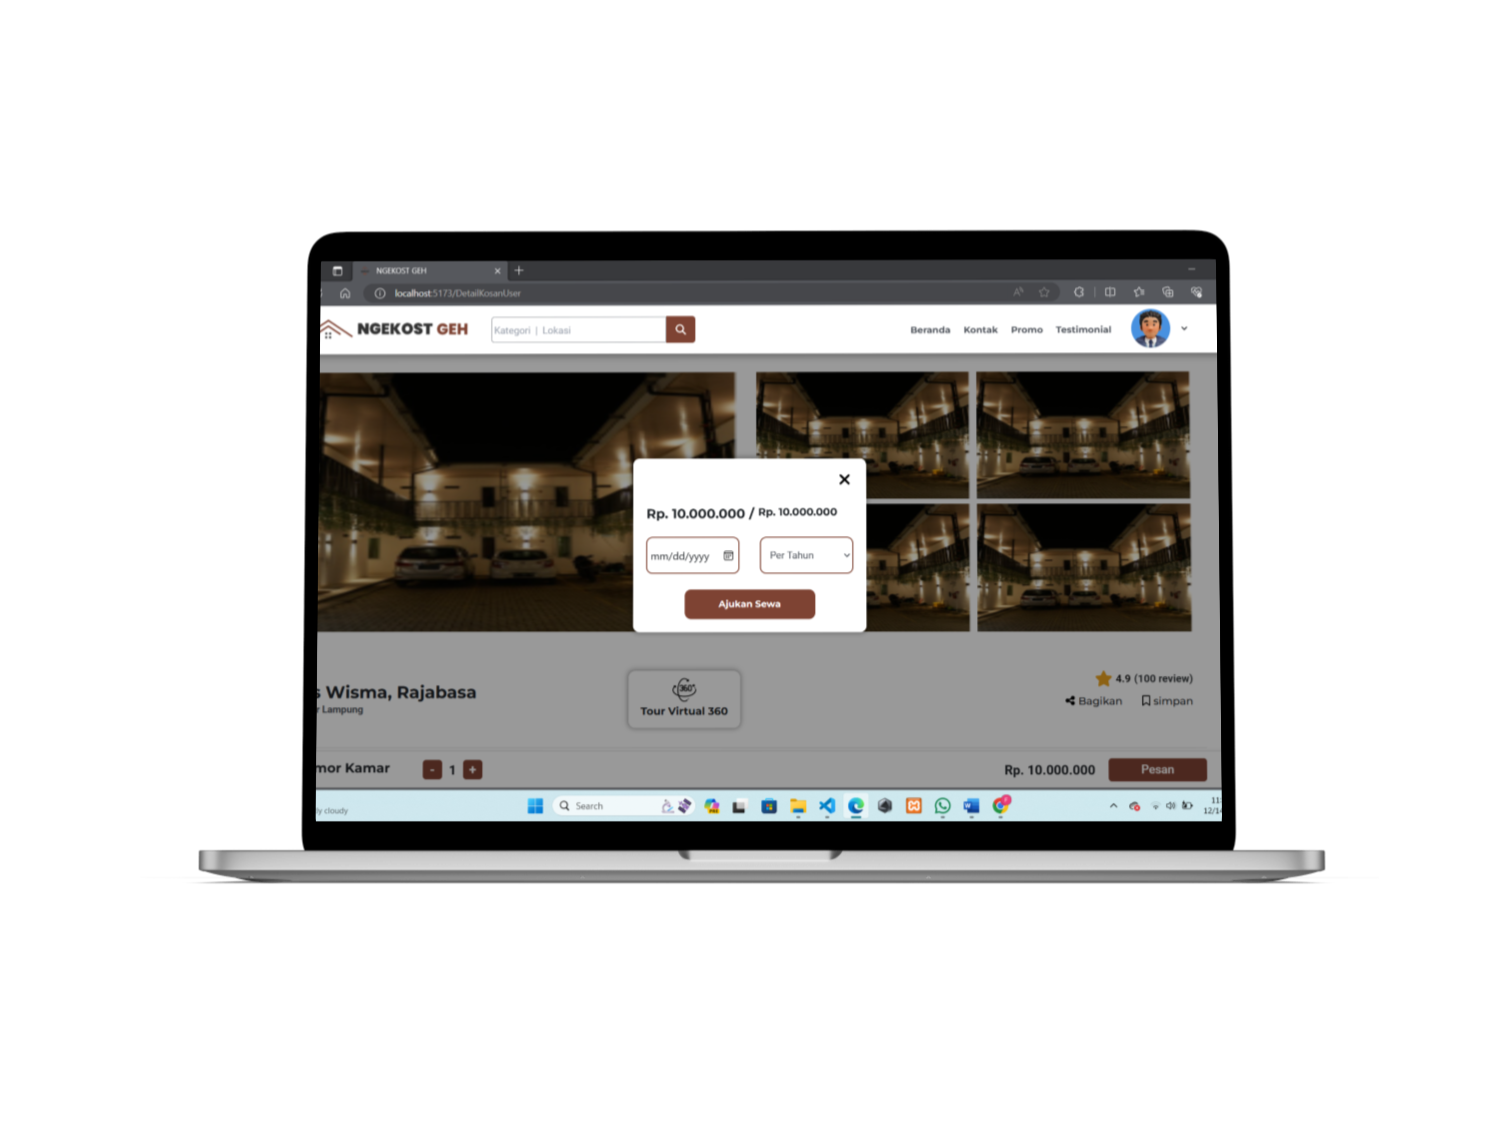 NGEKOST GEH
localhost:5173/DetailKosanUser
NGEKOST GEH
Kategori | Lokasi
Beranda Kontak Promo Testimonial
Rp. 10.000.000 / Rp. 10.000.000
mm/dd/yyyy
Per Tahun
Ajukan Sewa
s Wisma, Rajabasa
r Lampung
360°
Tour Virtual 360
4.9 (100 review)
Bagikan
simpan
mor Kamar
- 1 +
Rp. 10.000.000
Pesan
ly cloudy
Search
11:
12/1